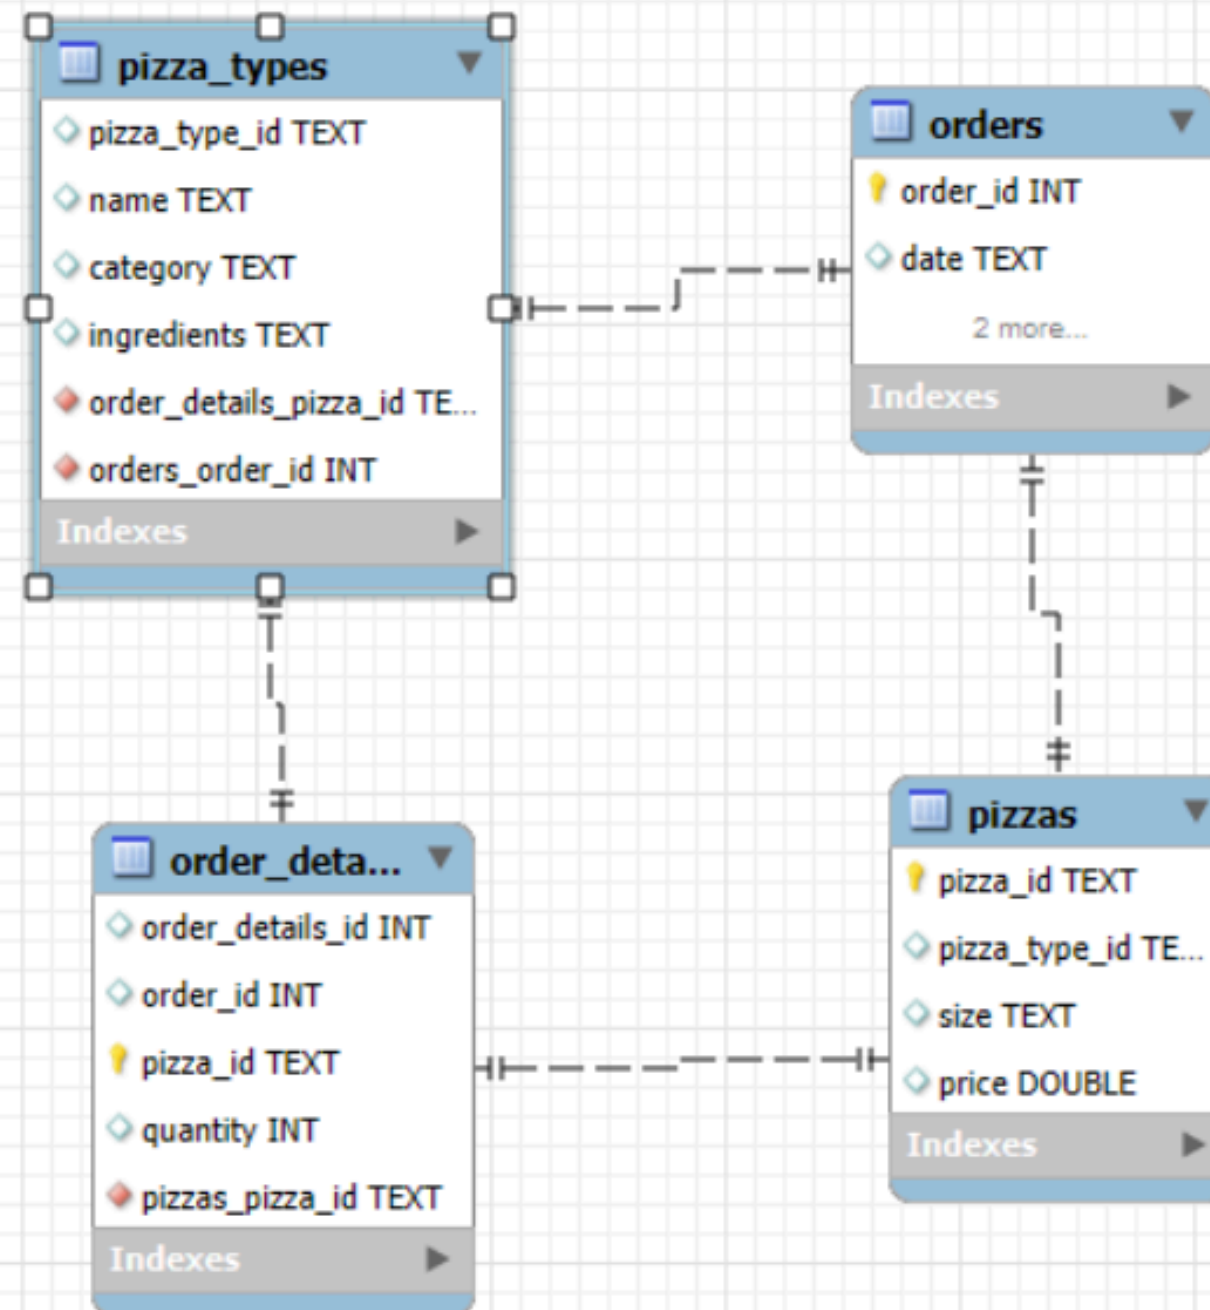 pizza_types
pizza_type_id TEXT
name TEXT
category TEXT
ingredients TEXT
order_details_pizza_id TE...
orders_order_id INT
Indexes
orders
order_id INT
date TEXT
2 more...
Indexes
order_deta...
order_details_id INT
order_id INT
pizza_id TEXT
quantity INT
pizzas_pizza_id TEXT
Indexes
pizzas
pizza_id TEXT
pizza_type_id TE...
size TEXT
price DOUBLE
Indexes